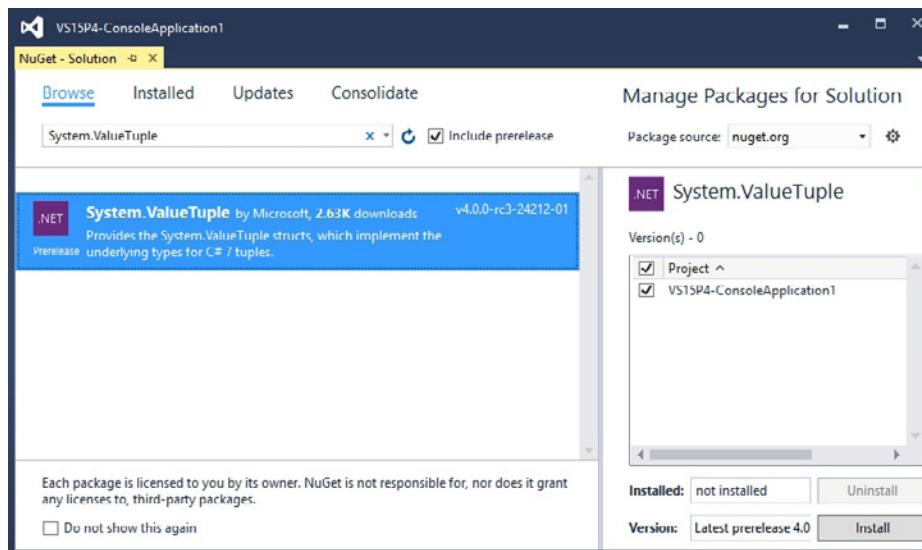 VS15P4-ConsoleApplication1
NuGet - Solution
Browse Installed Updates Consolidate
Manage Packages for Solution
System.ValueTuple
Include prerelease
Package source: nuget.org
.NET
System.ValueTuple by Microsoft, 2.63K downloads v4.0.0-rc3-24212-01
Provides the System.ValueTuple structs, which implement the
Prerelease underlying types for C# 7 tuples.
.NET System.ValueTuple
Version(s) - 0
Project
VS15P4-ConsoleApplication1
Each package is licensed to you by its owner. NuGet is not responsible for, nor does it grant
any licenses to, third-party packages.
Do not show this again
Installed: not installed Uninstall
Version: Latest prerelease 4.0 Install